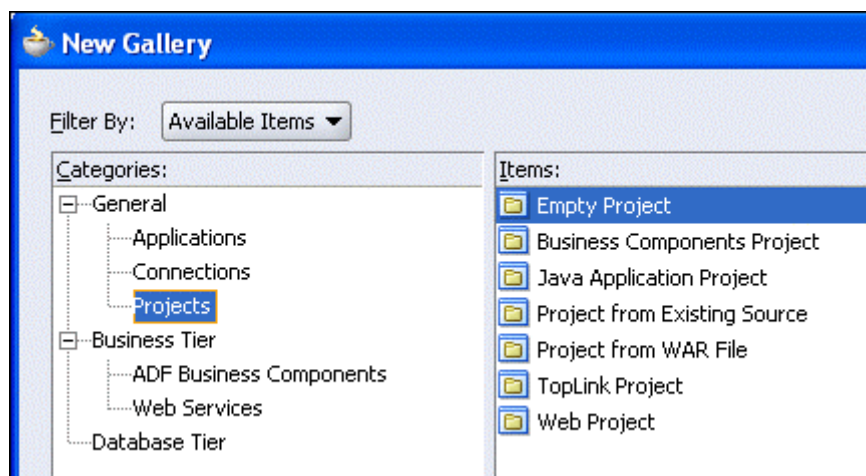 New Gallery
Filter By: Available Items
Categories:
General
Applications
Connections
Projects
Business Tier
ADF Business Components
Web Services
Database Tier
Items:
Empty Project
Business Components Project
Java Application Project
Project from Existing Source
Project from WAR File
TopLink Project
Web Project